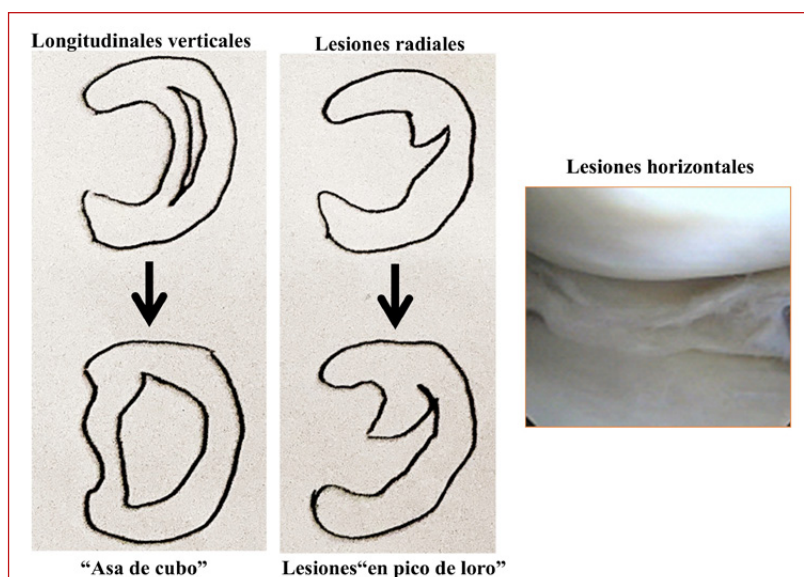 Longitudinales verticales
Lesiones radiales
Lesiones horizontales
“Asa de cubo”
Lesiones“en pico de loro”